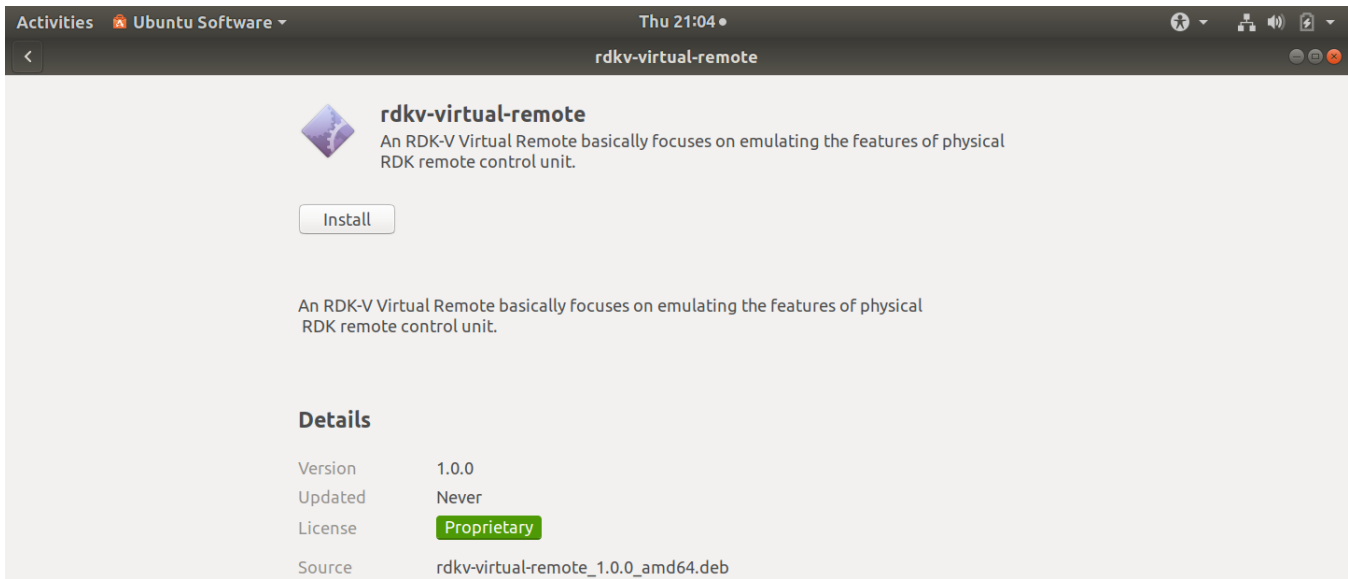 Activities Ubuntu Software Thu 21:04
rdkv-virtual-remote
rdkv-virtual-remote
An RDK-V Virtual Remote basically focuses on emulating the features of physical
RDK remote control unit.
Install
An RDK-V Virtual Remote basically focuses on emulating the features of physical
RDK remote control unit.
Details
Version 1.0.0
Updated Never
License Proprietary
Source rdkv-virtual-remote_1.0.0_amd64.deb